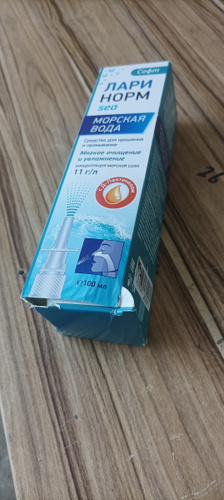 Софт
ЛАРИ
НОРМ
sea
МОРСКАЯ
ВОДА
Средство для орошения
и промывания
Мягкое очищение
и увлажнение
концентрация морской соли
11 г/л
с D-Пантенолом
100 мл